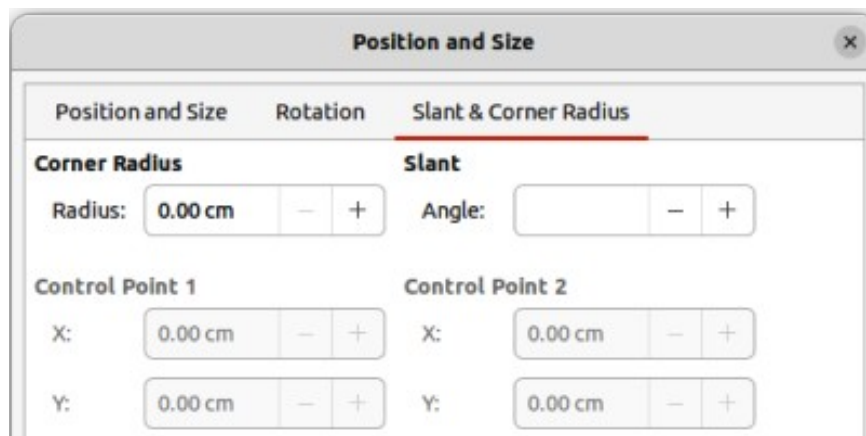 Position and Size
Position and Size Rotation Slant & Corner Radius
Corner Radius Slant
Radius: 0.00 cm − + Angle: − +
Control Point 1 Control Point 2
X: 0.00 cm − + X: 0.00 cm − +
Y: 0.00 cm − + Y: 0.00 cm − +